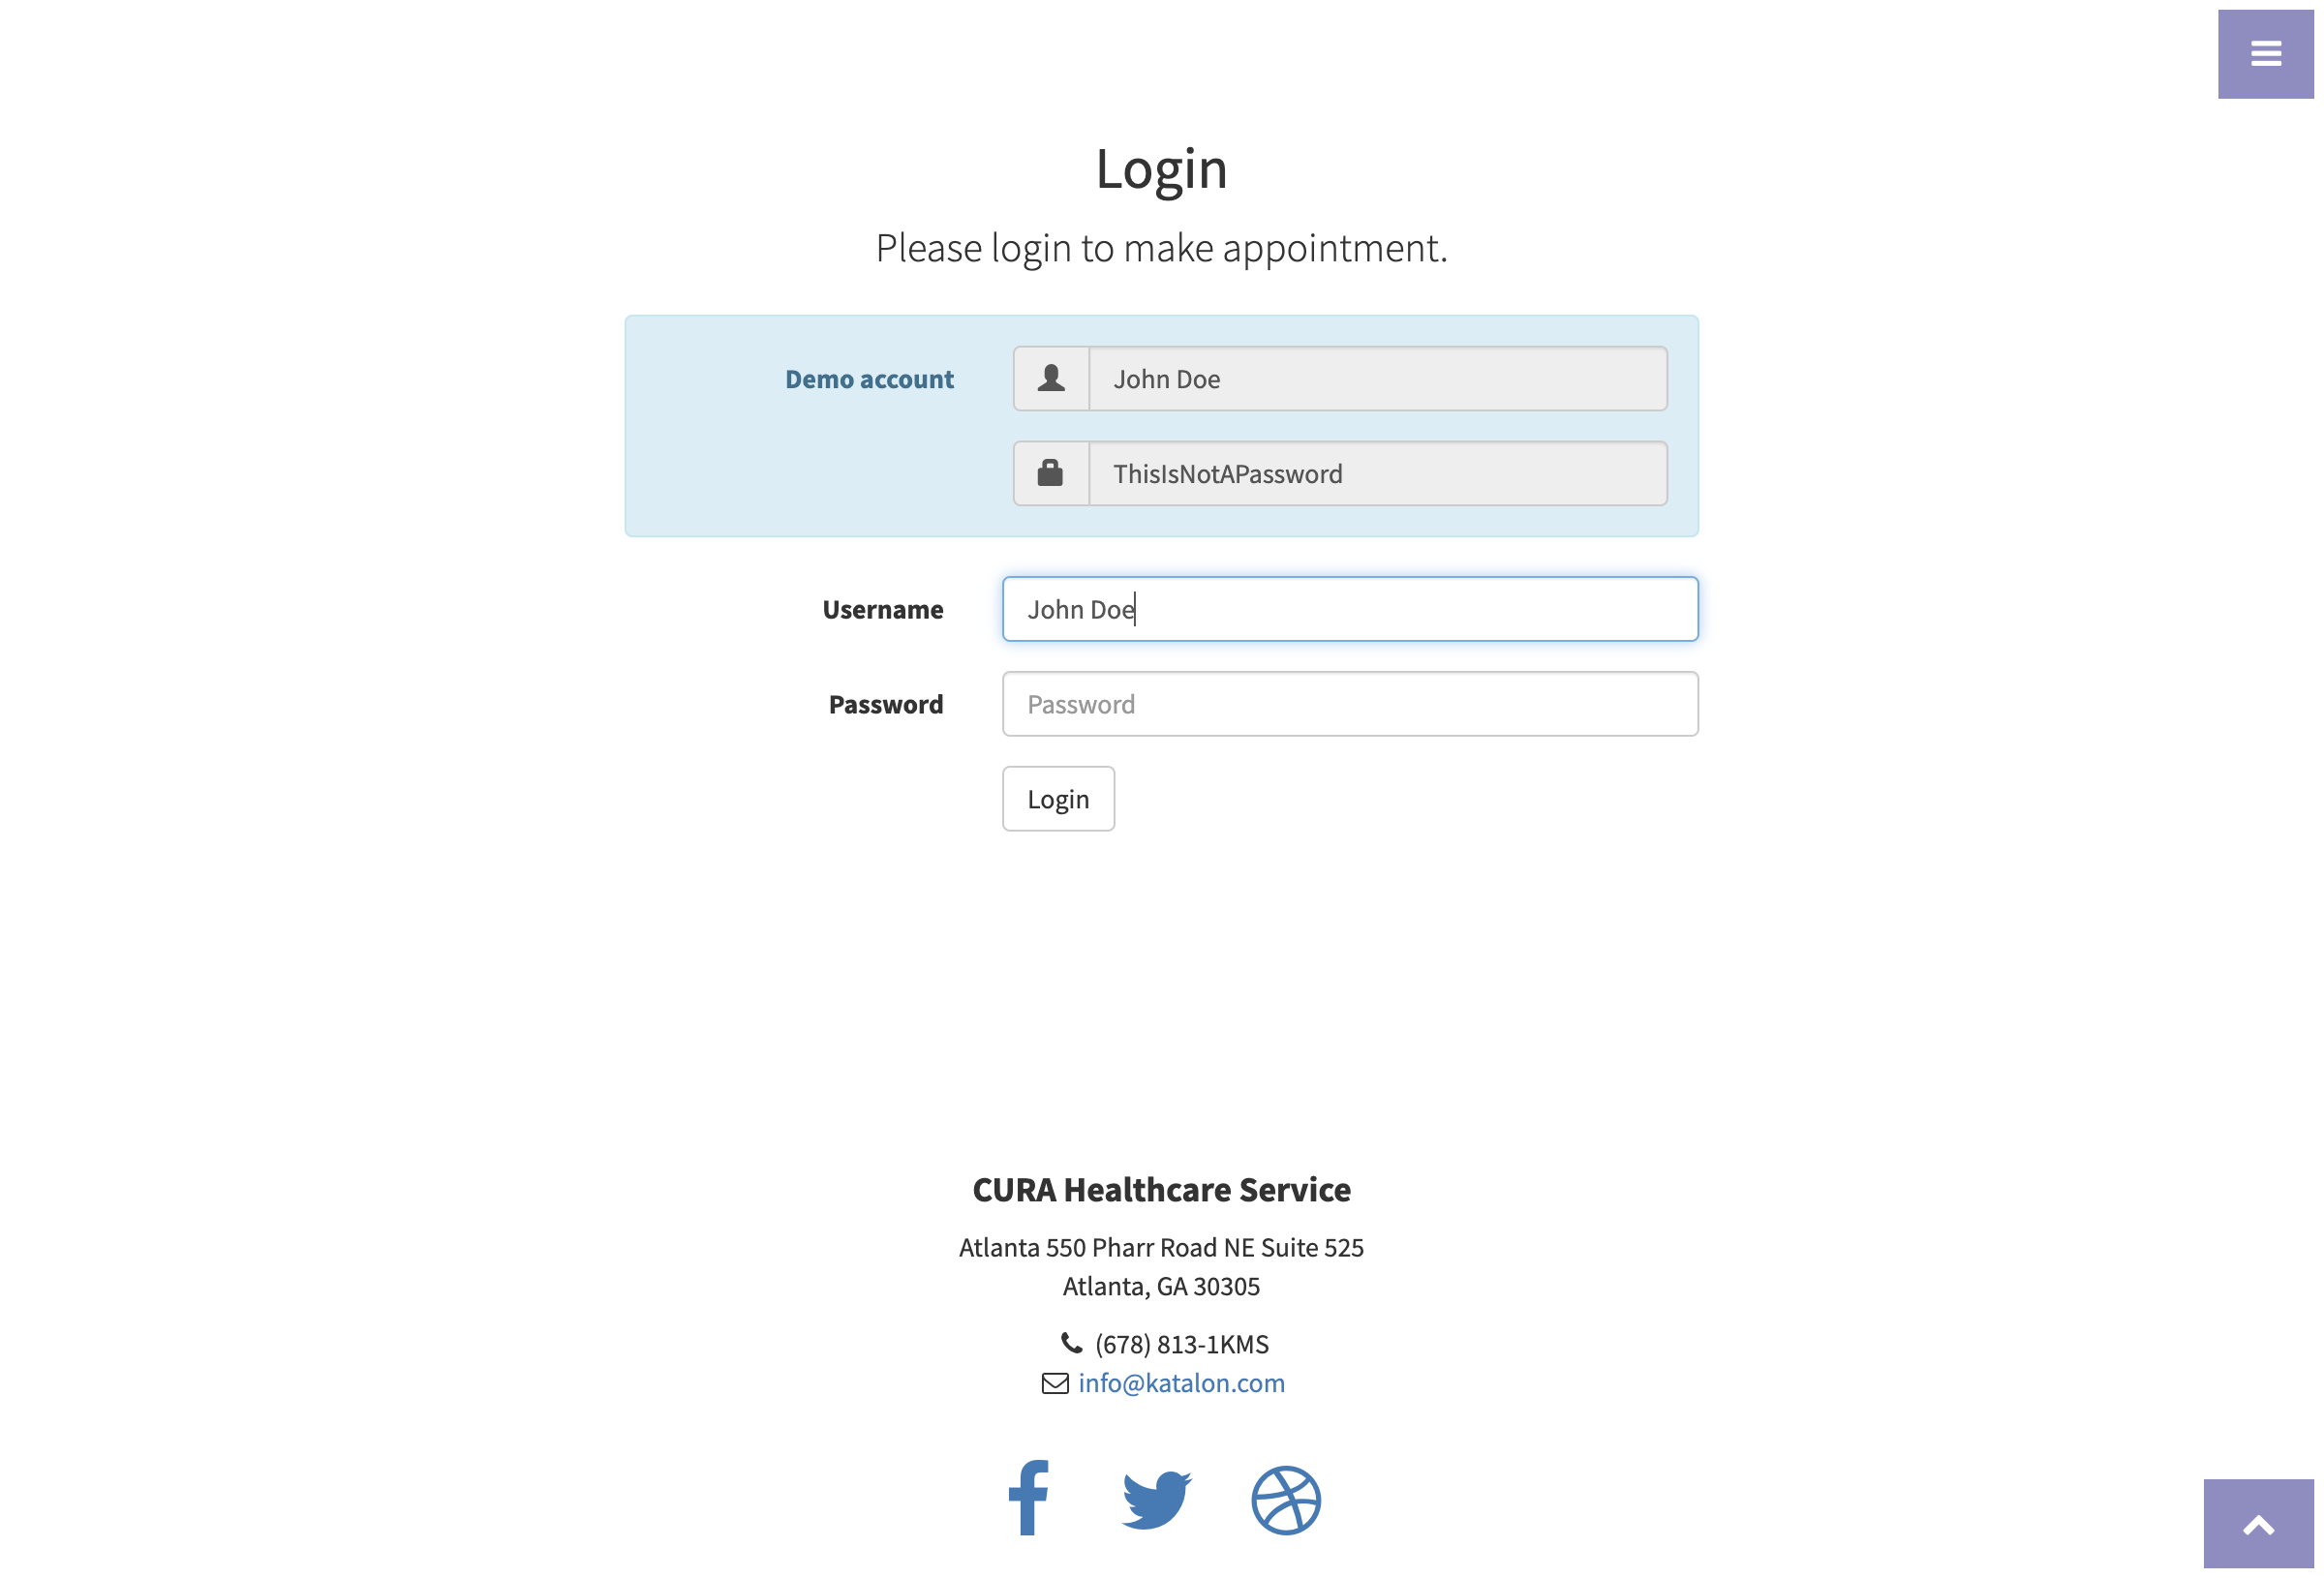 Login
Please login to make appointment.
Demo account
John Doe
ThisIsNotAPassword
Username
John Doe
Password
Password
Login
CURA Healthcare Service
Atlanta 550 Pharr Road NE Suite 525
Atlanta, GA 30305
(678) 813-1KMS
info@katalon.com